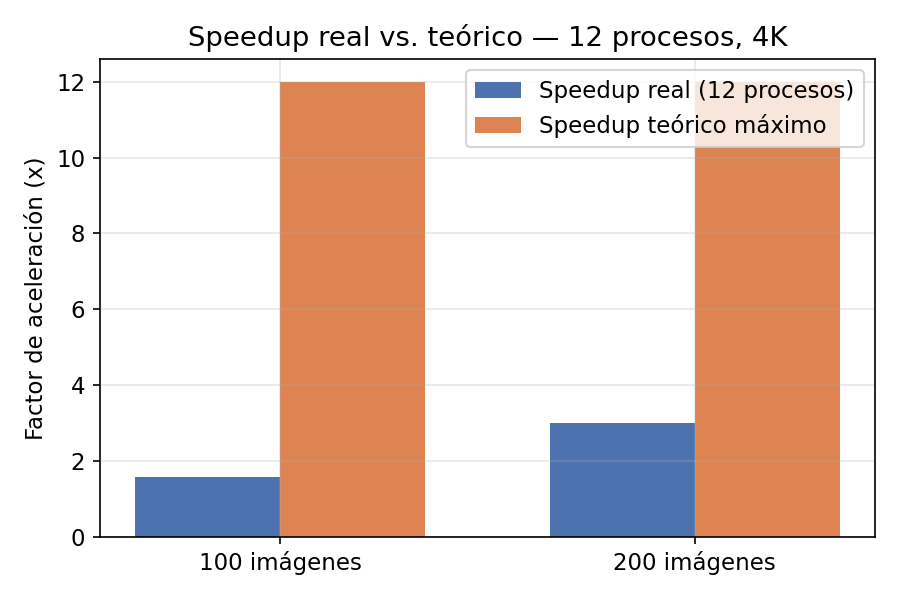 Speedup real vs. teórico — 12 procesos, 4K
Speedup real (12 procesos)
Speedup teórico máximo
Factor de aceleración (x)
12
10
8
6
4
2
0
100 imágenes
200 imágenes